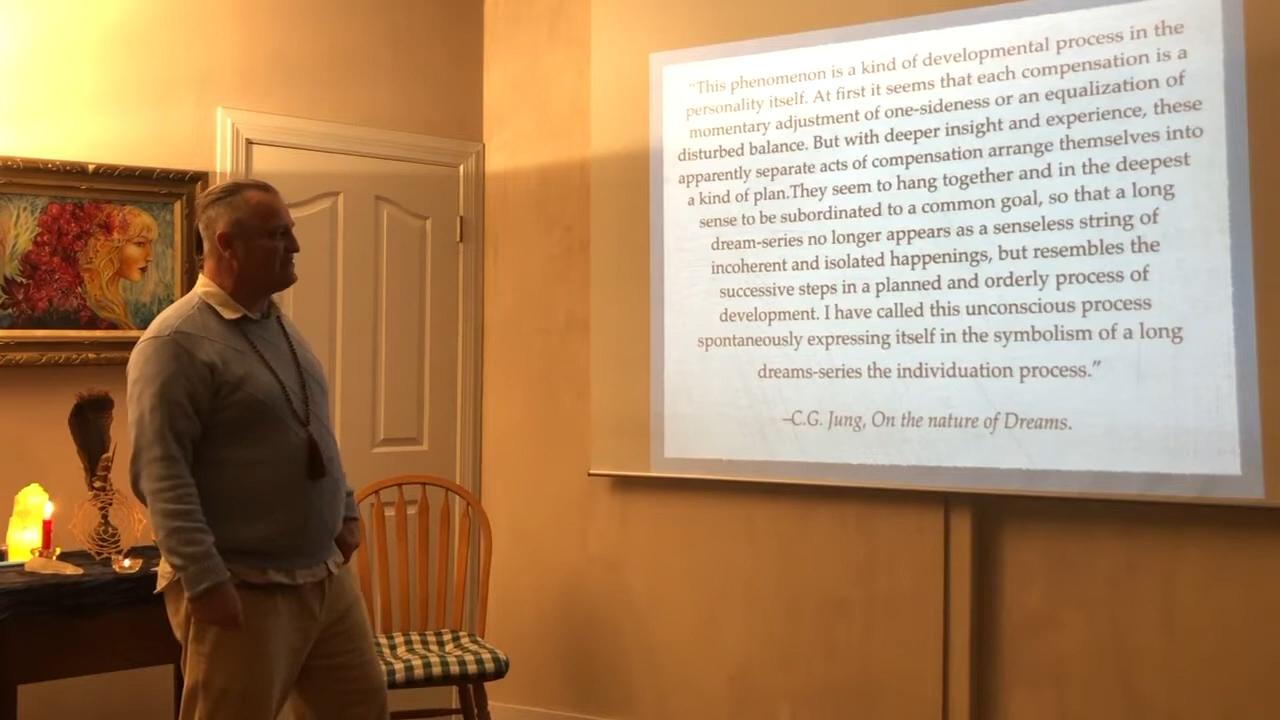 "This phenomenon is a kind of developmental process in the
personality itself. At first it seems that each compensation is a
momentary adjustment of one-sideness or an equalization of
disturbed balance. But with deeper insight and experience, these
apparently separate acts of compensation arrange themselves into
a kind of plan.They seem to hang together and in the deepest
sense to be subordinated to a common goal, so that a long
dream-series no longer appears as a senseless string of
incoherent and isolated happenings, but resembles the
successive steps in a planned and orderly process of
development. I have called this unconscious process
spontaneously expressing itself in the symbolism of a long
dreams-series the individuation process."
–C.G. Jung, On the nature of Dreams.